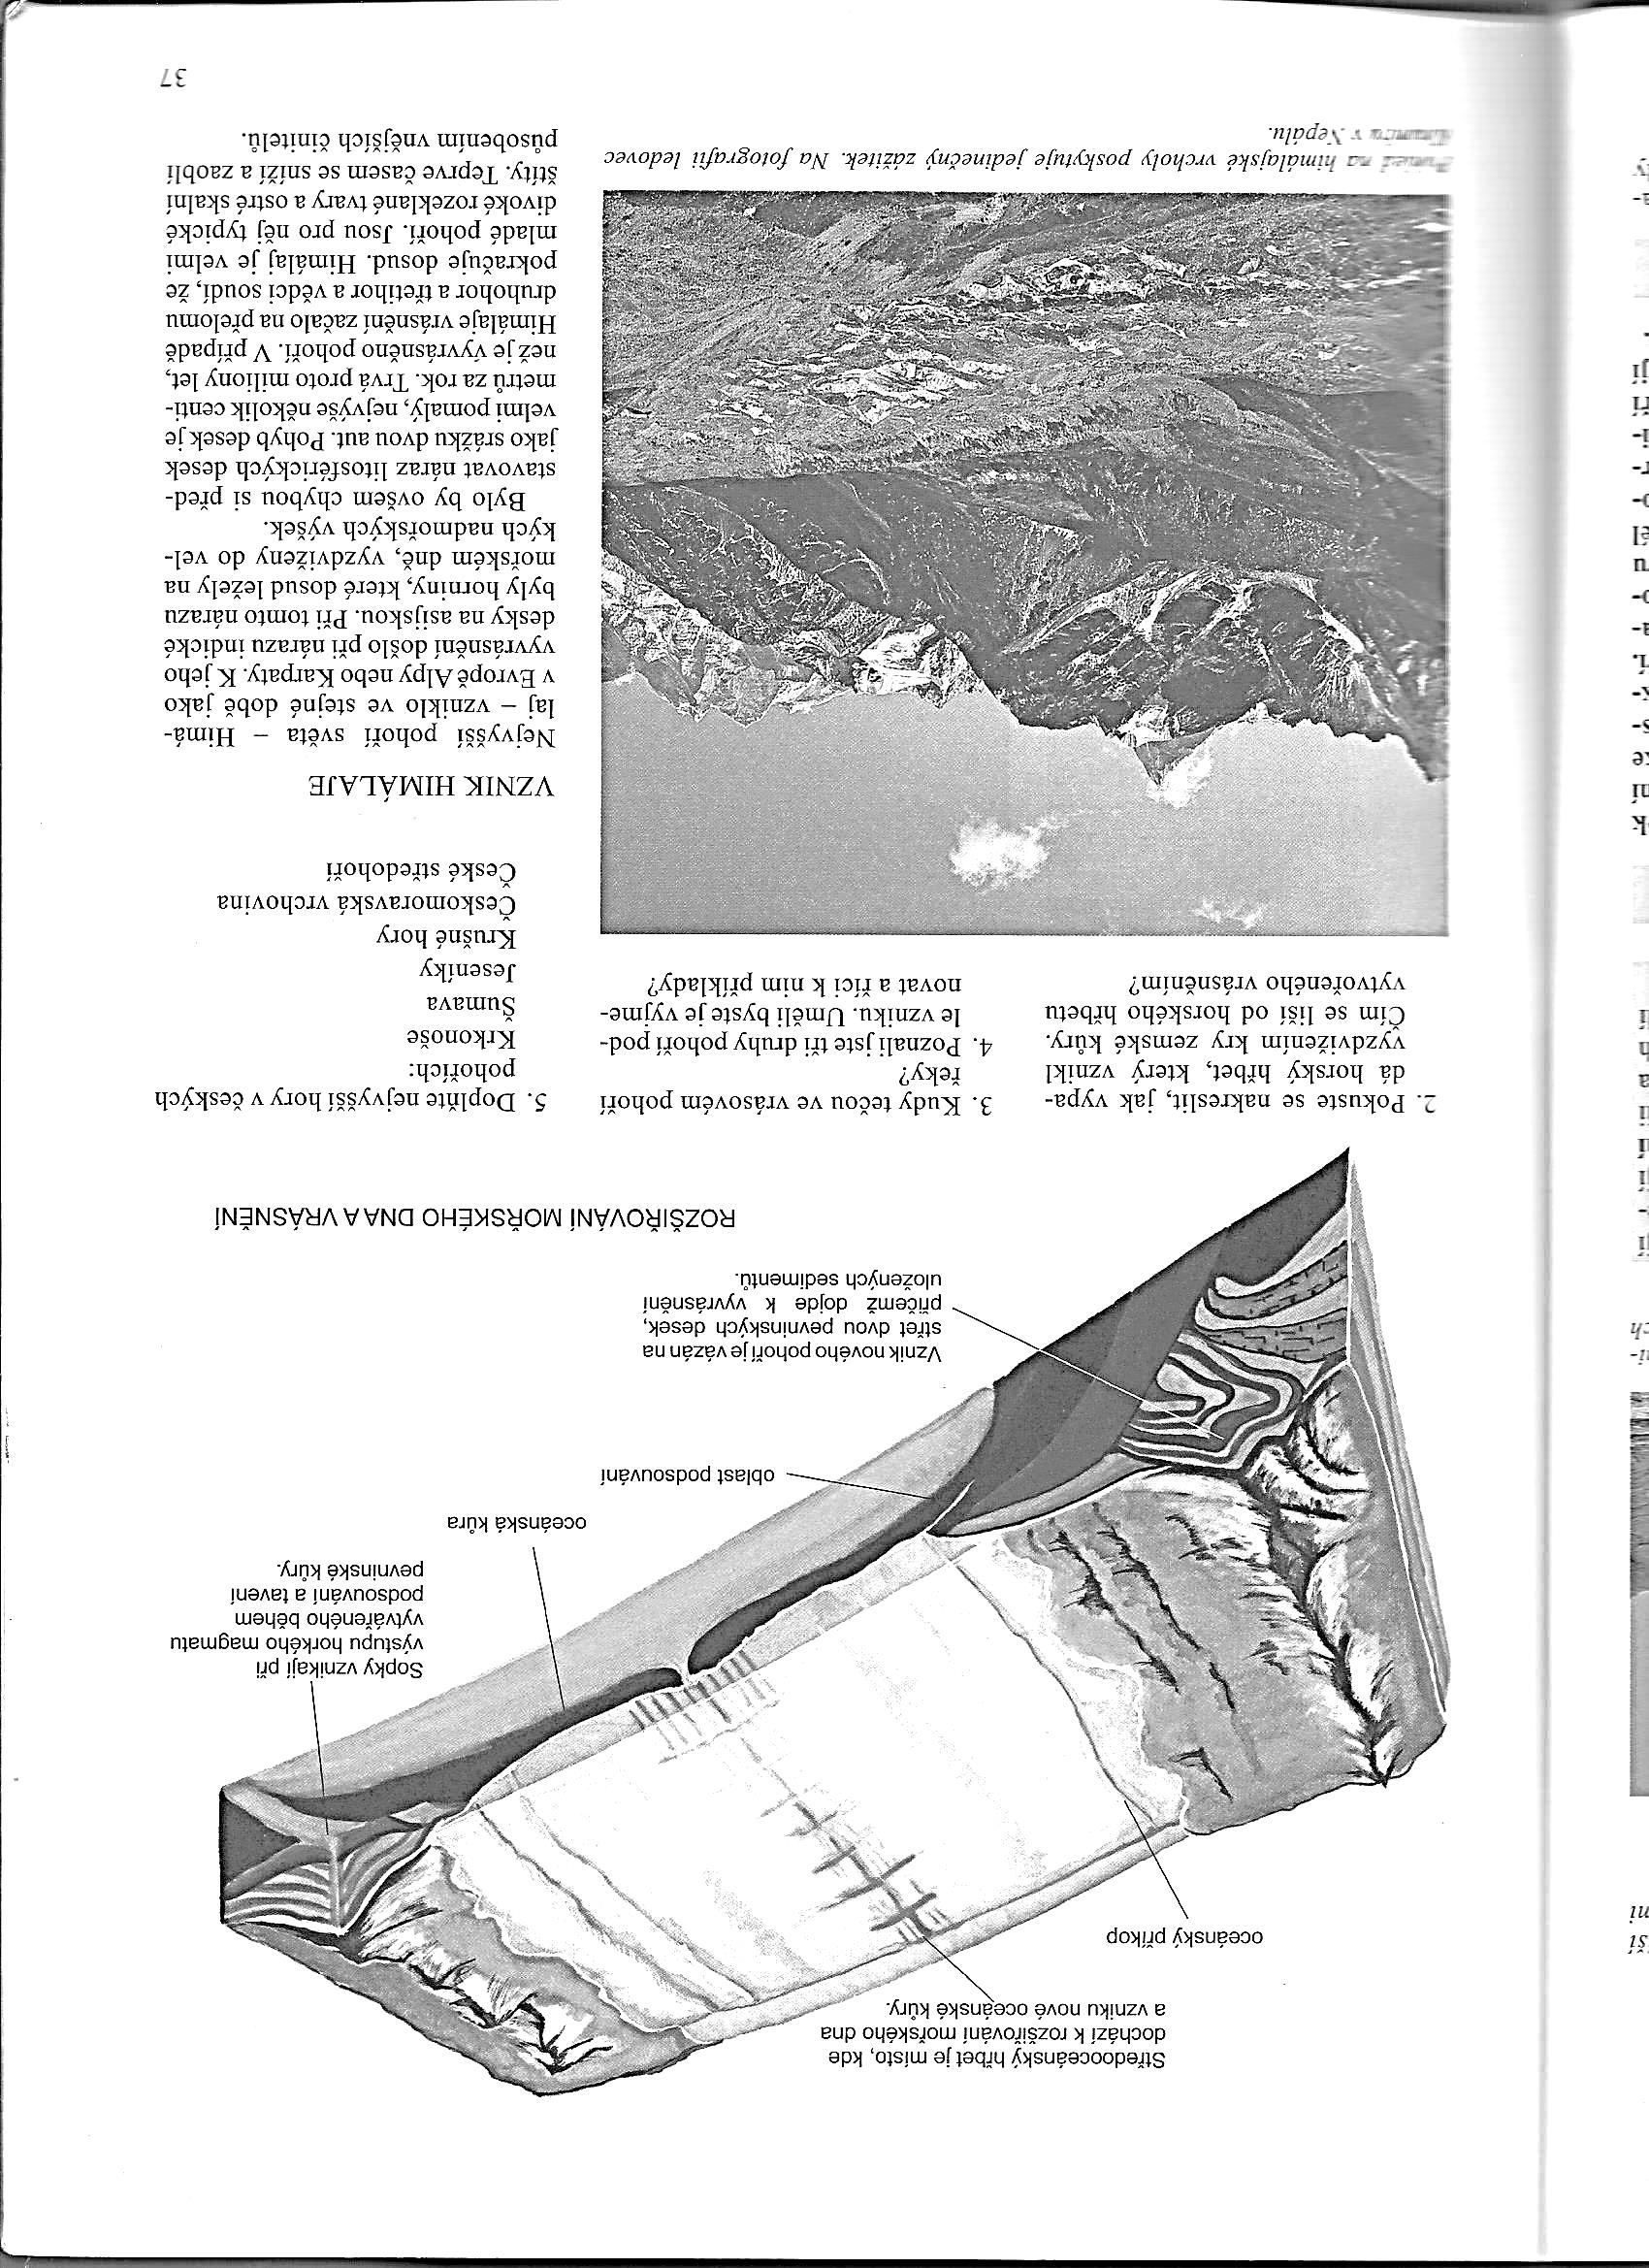 Středooceánský hřbet je místo, kde
dochází k rozšiřování mořského dna
a vzniku nové oceánské kůry.
oceánský příkop
Sopky vznikají při
výstupu horkého magmatu
vytvářeného během
podsouvání a tavení
pevninské kůry.
oceánská kůra
oblast podsouvání
Vznik nového pohoří je vázán na
střet dvou pevninských desek,
přičemž dojde k vyvrásnění
uložených sedimentů.
ROZŠIŘOVÁNÍ MOŘSKÉHO DNA A VRÁSNĚNÍ
2. Pokuste se nakreslit, jak vypa-
dá horský hřbet, který vznikl
vyzdvižením kry zemské kůry.
Čím se liší od horského hřbetu
vytvořeného vrásněním?
3. Kudy tečou ve vrásovém pohoří
řeky?
4. Poznali jste tři druhy pohoří pod-
le vzniku. Uměli byste je vyjme-
novat a říci k nim příklady?
5. Doplňte nejvyšší hory v českých
pohořích:
Krkonoše
Šumava
Jeseníky
Krušné hory
Českomoravská vrchovina
České středohoří
VZNIK HIMÁLAJE
Nejvyšší pohoří světa – Himá-
laj – vzniklo ve stejné době jako
v Evropě Alpy nebo Karpaty. K jeho
vyvrásnění došlo při nárazu indické
desky na asijskou. Při tomto nárazu
byly horniny, které dosud ležely na
mořském dně, vyzdviženy do vel-
kých nadmořských výšek.
Bylo by ovšem chybou si před-
stavovat náraz litosférických desek
jako srážku dvou aut. Pohyb desek je
velmi pomalý, nejvýše několik centi-
metrů za rok. Trvá proto miliony let,
než je vyvrásněno pohoří. V případě
Himálaje vrásnění začalo na přelomu
druhohor a třetihor a vědci soudí, že
pokračuje dosud. Himálaj je velmi
mladé pohoří. Jsou pro něj typické
divoké rozeklané tvary a ostré skalní
štíty. Teprve časem se sníží a zaoblí
působením vnějších činitelů.
Pohled na himálajské vrcholy poskytuje jedinečný zážitek. Na fotografii ledovec
v Nepálu.
37